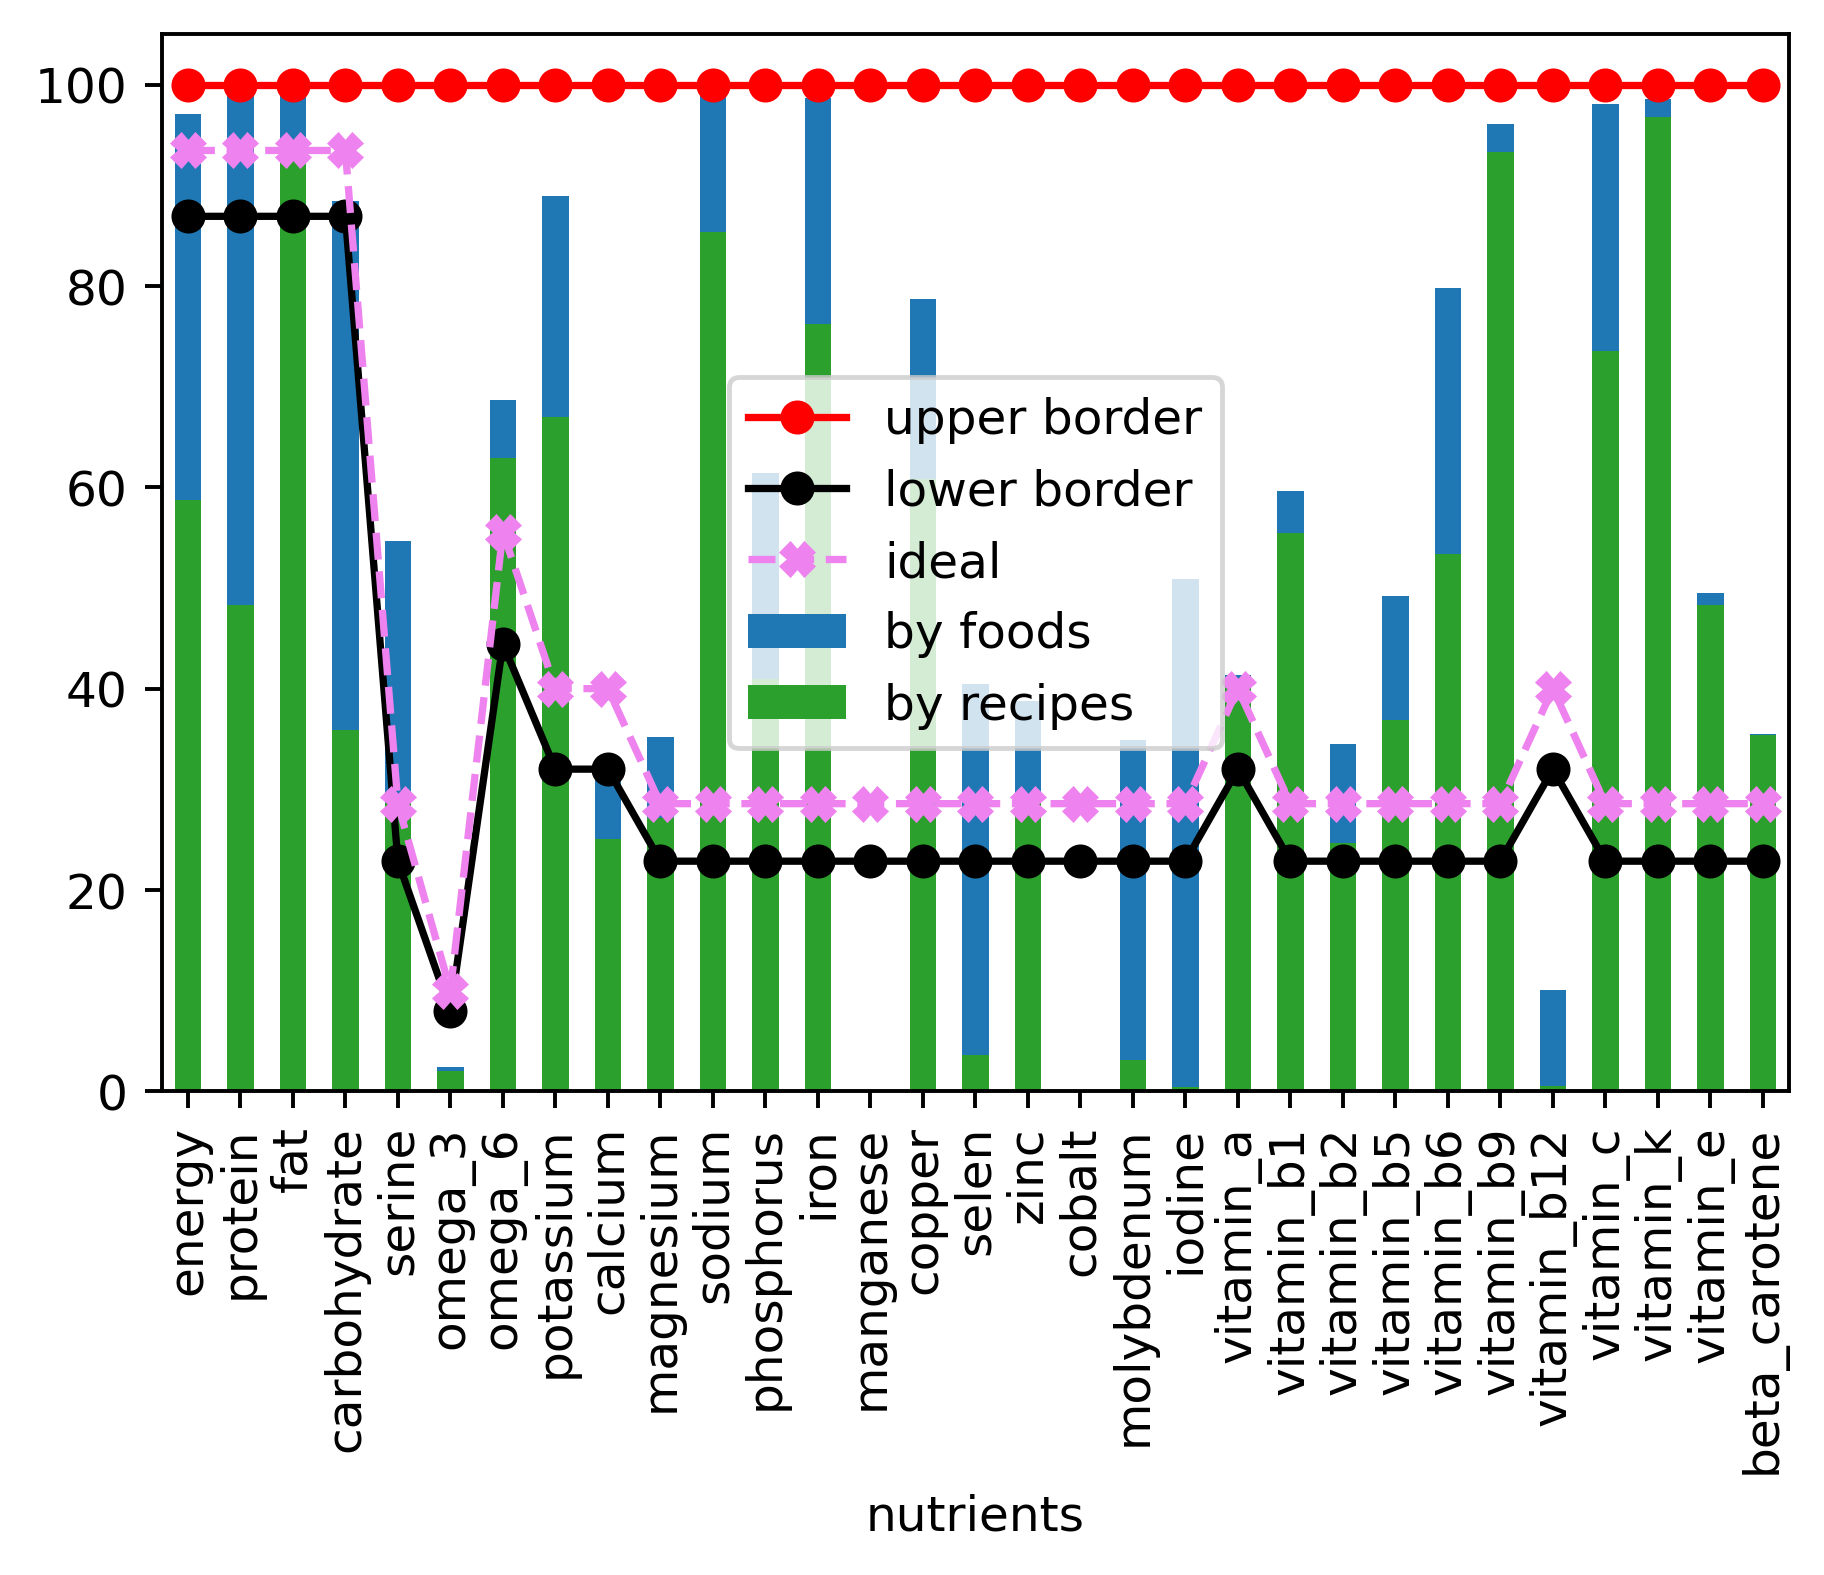 100
80
60
40
20
0
upper border
lower border
ideal
by foods
by recipes
energy
protein
fat
carbohydrate
serine
omega_3
omega_6
potassium
calcium
magnesium
sodium
phosphorus
iron
manganese
copper
selen
zinc
cobalt
molybdenum
iodine
vitamin_a
vitamin_b1
vitamin_b2
vitamin_b5
vitamin_b6
vitamin_b9
vitamin_b12
vitamin_c
vitamin_k
vitamin_e
beta_carotene
nutrients